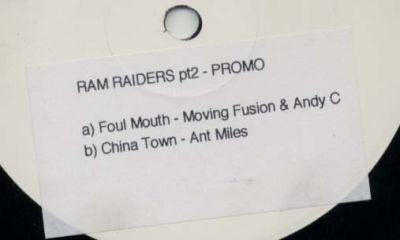 RAM RAIDERS pt2 - PROMO
a) Foul Mouth - Moving Fusion & Andy C
b) China Town - Ant Miles